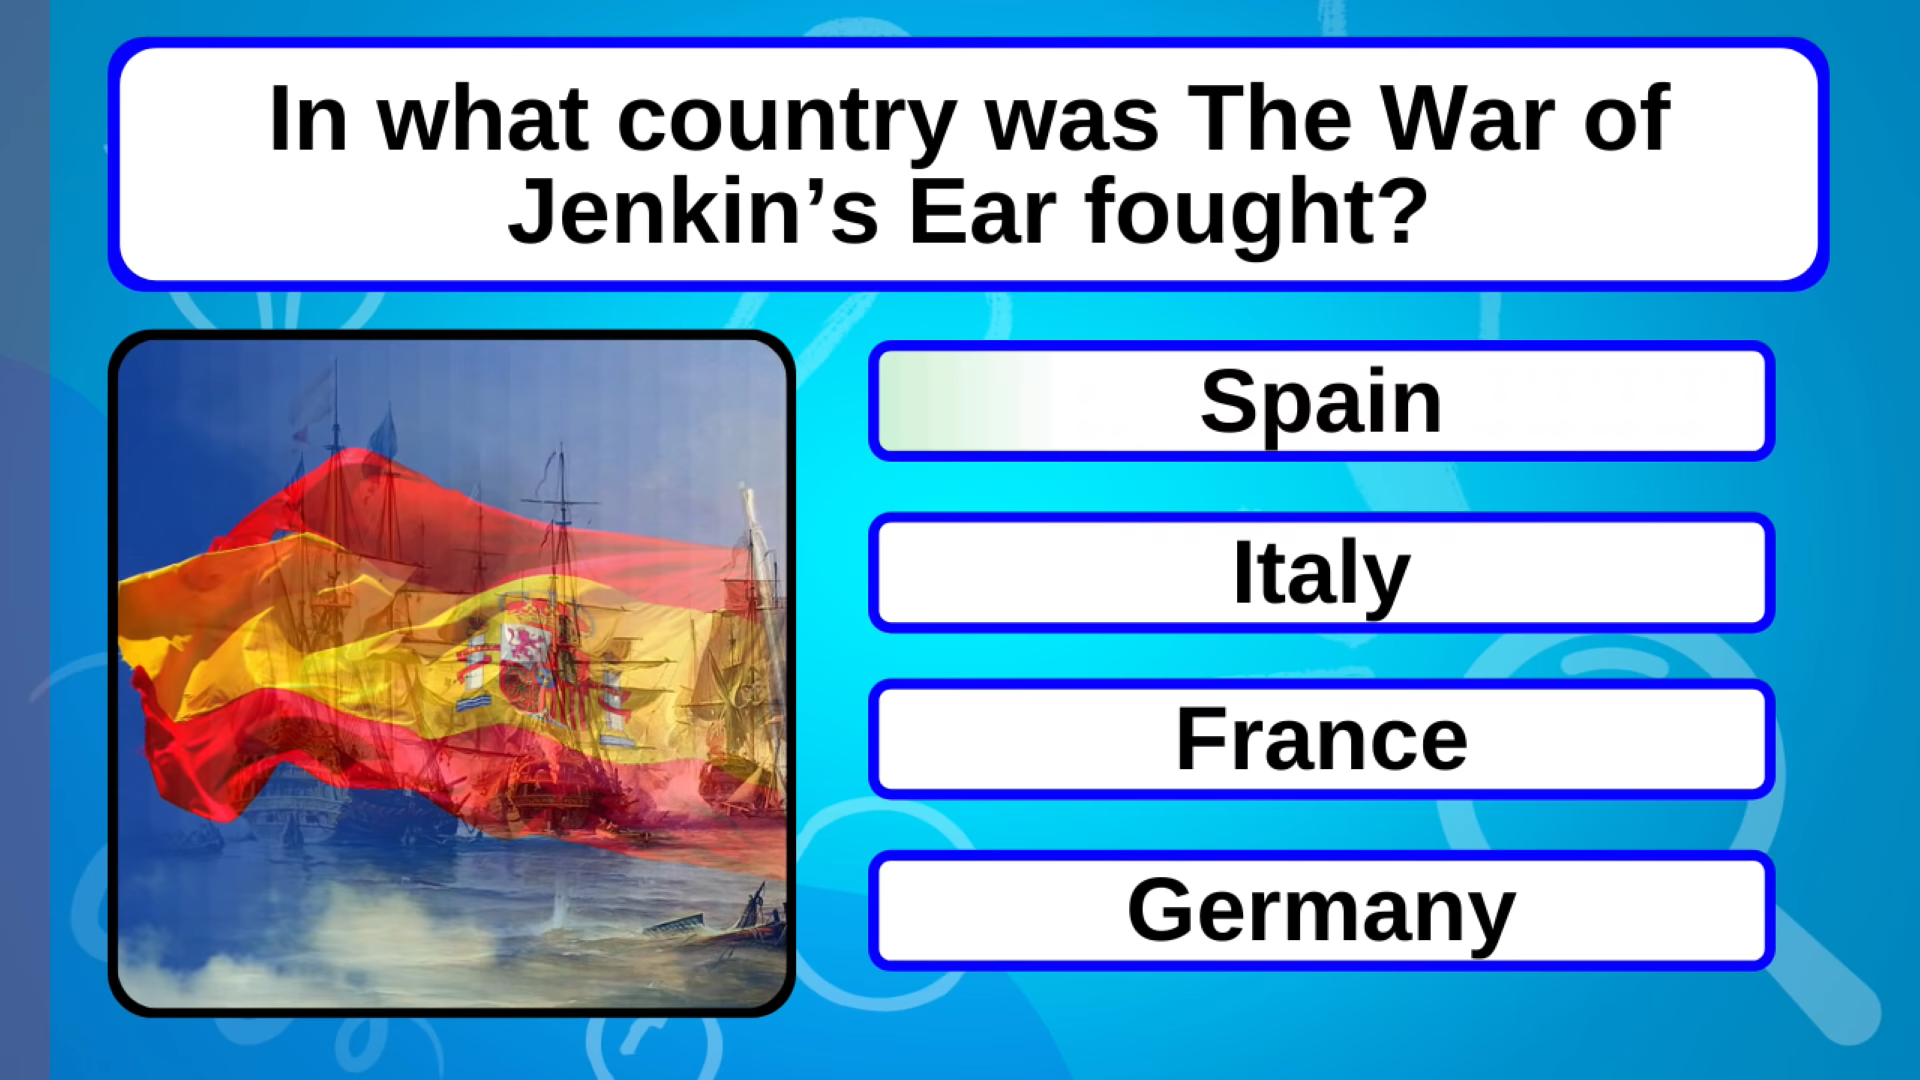 In what country was The War of
Jenkin’s Ear fought?
Spain
Italy
France
Germany